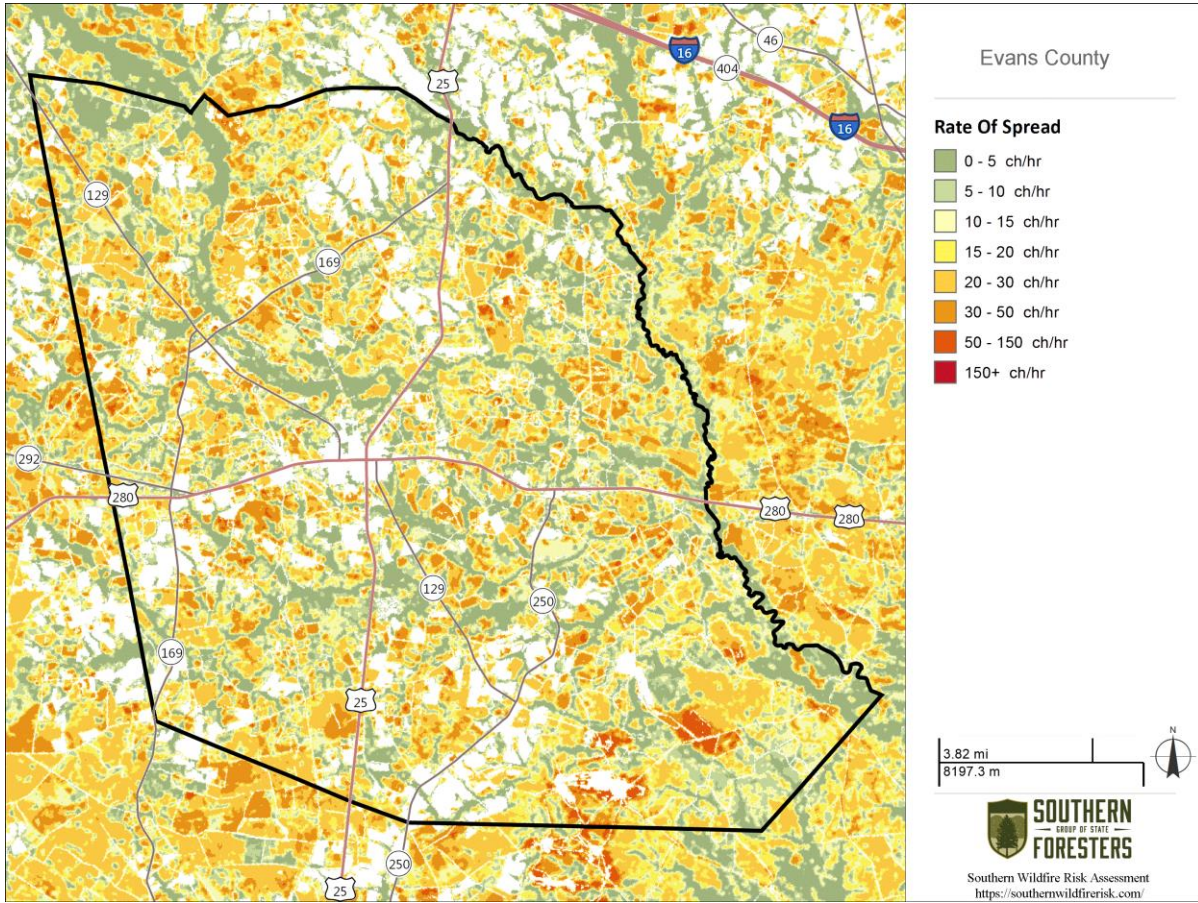 46
16
25
404
16
129
169
292
280
280
280
129
250
169
25
25
250
25
Evans County
Rate Of Spread
0 - 5 ch/hr
5 - 10 ch/hr
10 - 15 ch/hr
15 - 20 ch/hr
20 - 30 ch/hr
30 - 50 ch/hr
50 - 150 ch/hr
150+ ch/hr
3.82 mi
8197.3 m
N
SOUTHERN
GROUP OF STATE
FORESTERS
Southern Wildfire Risk Assessment
https://southernwildfirerisk.com/